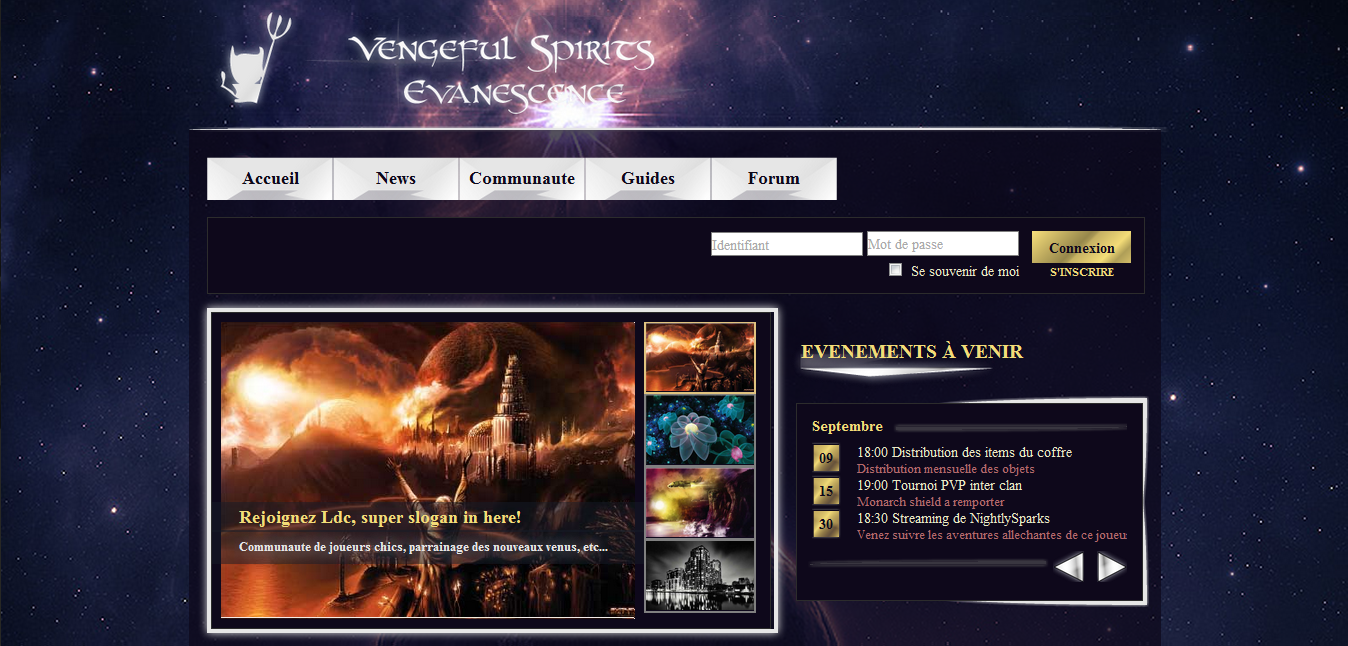 Vengeful Spirits
Evanescence
Accueil
News
Communaute
Guides
Forum
Identifiant
Mot de passe
Connexion
Se souvenir de moi
S'INSCRIRE
EVENEMENTS À VENIR
Septembre
09
18:00 Distribution des items du coffre
Distribution mensuelle des objets
15
19:00 Tournoi PVP inter clan
Monarch shield a remporter
30
18:30 Streaming de NightlySparks
Venez suivre les aventures allechantes de ce joueu
Rejoignez Ldc, super slogan in here!
Communaute de joueurs chics, parrainage des nouveaux venus, etc...